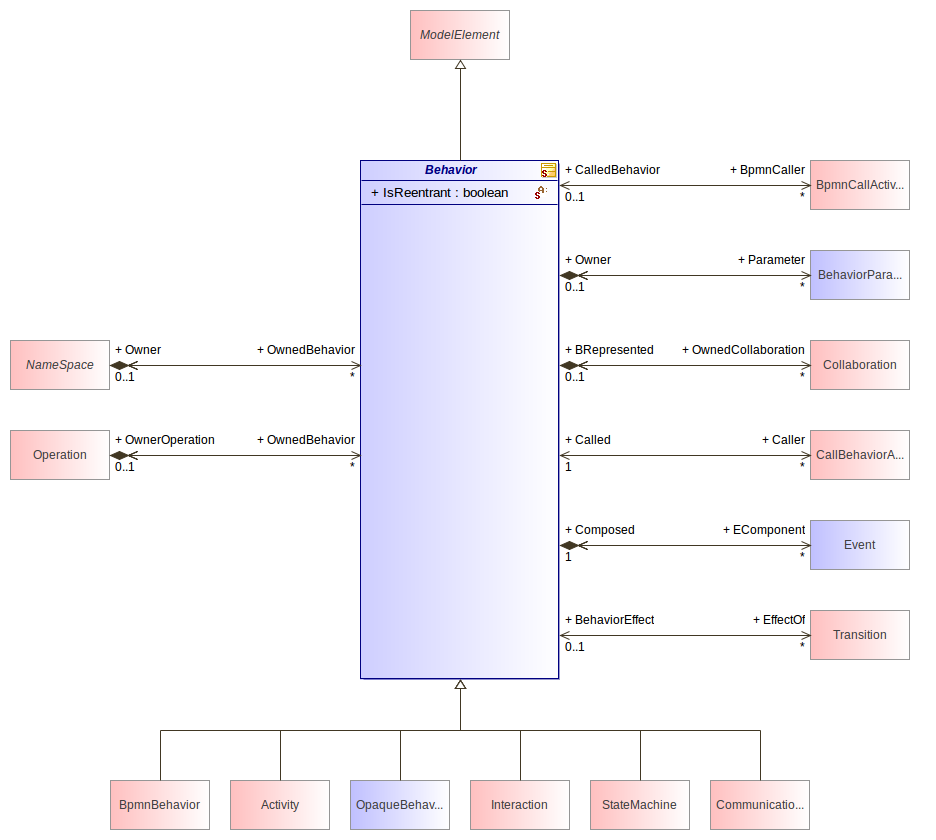 ModelElement
Behavior
+ IsReentrant : boolean
+ CalledBehavior
+ BpmnCaller
0..1
*
BpmnCallActiv...
+ Owner
+ Parameter
0..1
*
BehaviorPara...
NameSpace
+ Owner
+ OwnedBehavior
0..1
*
+ BRepresented
+ OwnedCollaboration
0..1
*
Collaboration
Operation
+ OwnerOperation
+ OwnedBehavior
0..1
*
+ Called
+ Caller
1
*
CallBehaviorA...
+ Composed
+ EComponent
1
*
Event
+ BehaviorEffect
+ EffectOf
0..1
*
Transition
BpmnBehavior
Activity
OpaqueBehav...
Interaction
StateMachine
Communicatio...